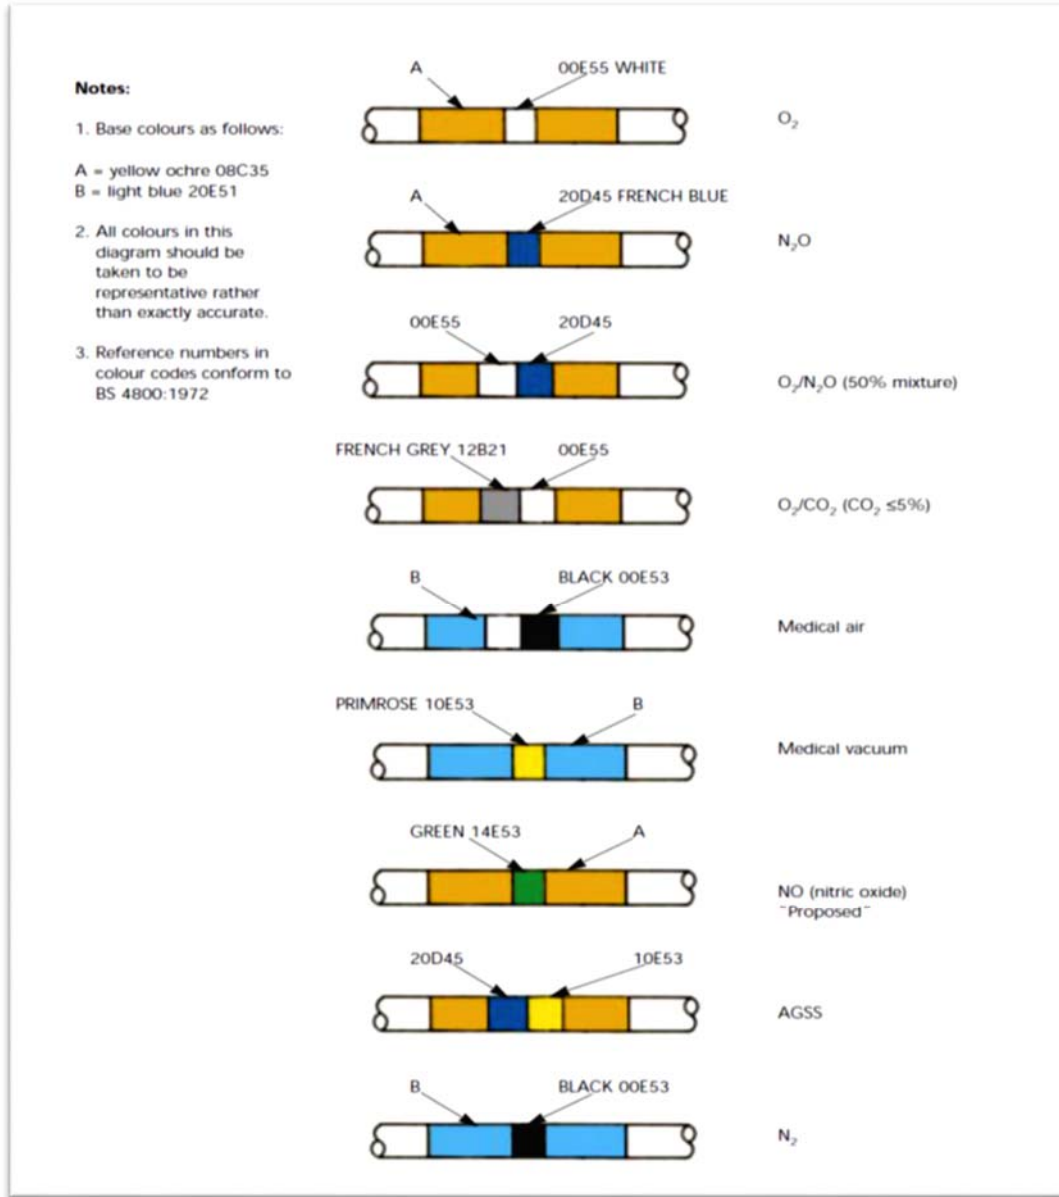 Notes:
1. Base colours as follows:
A = yellow ochre 08C35
B = light blue 20E51
2. All colours in this
diagram should be
taken to be
representative rather
than exactly accurate.
3. Reference numbers in
colour codes conform to
BS 4800:1972
A 00E55 WHITE
O₂
A 20D45 FRENCH BLUE
N₂O
00E55 20D45
O₂/N₂O (50% mixture)
FRENCH GREY 12B21 00E55
O₂/CO₂ (CO₂ ≤5%)
B BLACK 00E53
Medical air
PRIMROSE 10E53 B
Medical vacuum
GREEN 14E53 A
NO (nitric oxide)
¨Proposed¨
20D45 10E53
AGSS
B BLACK 00E53
N₂